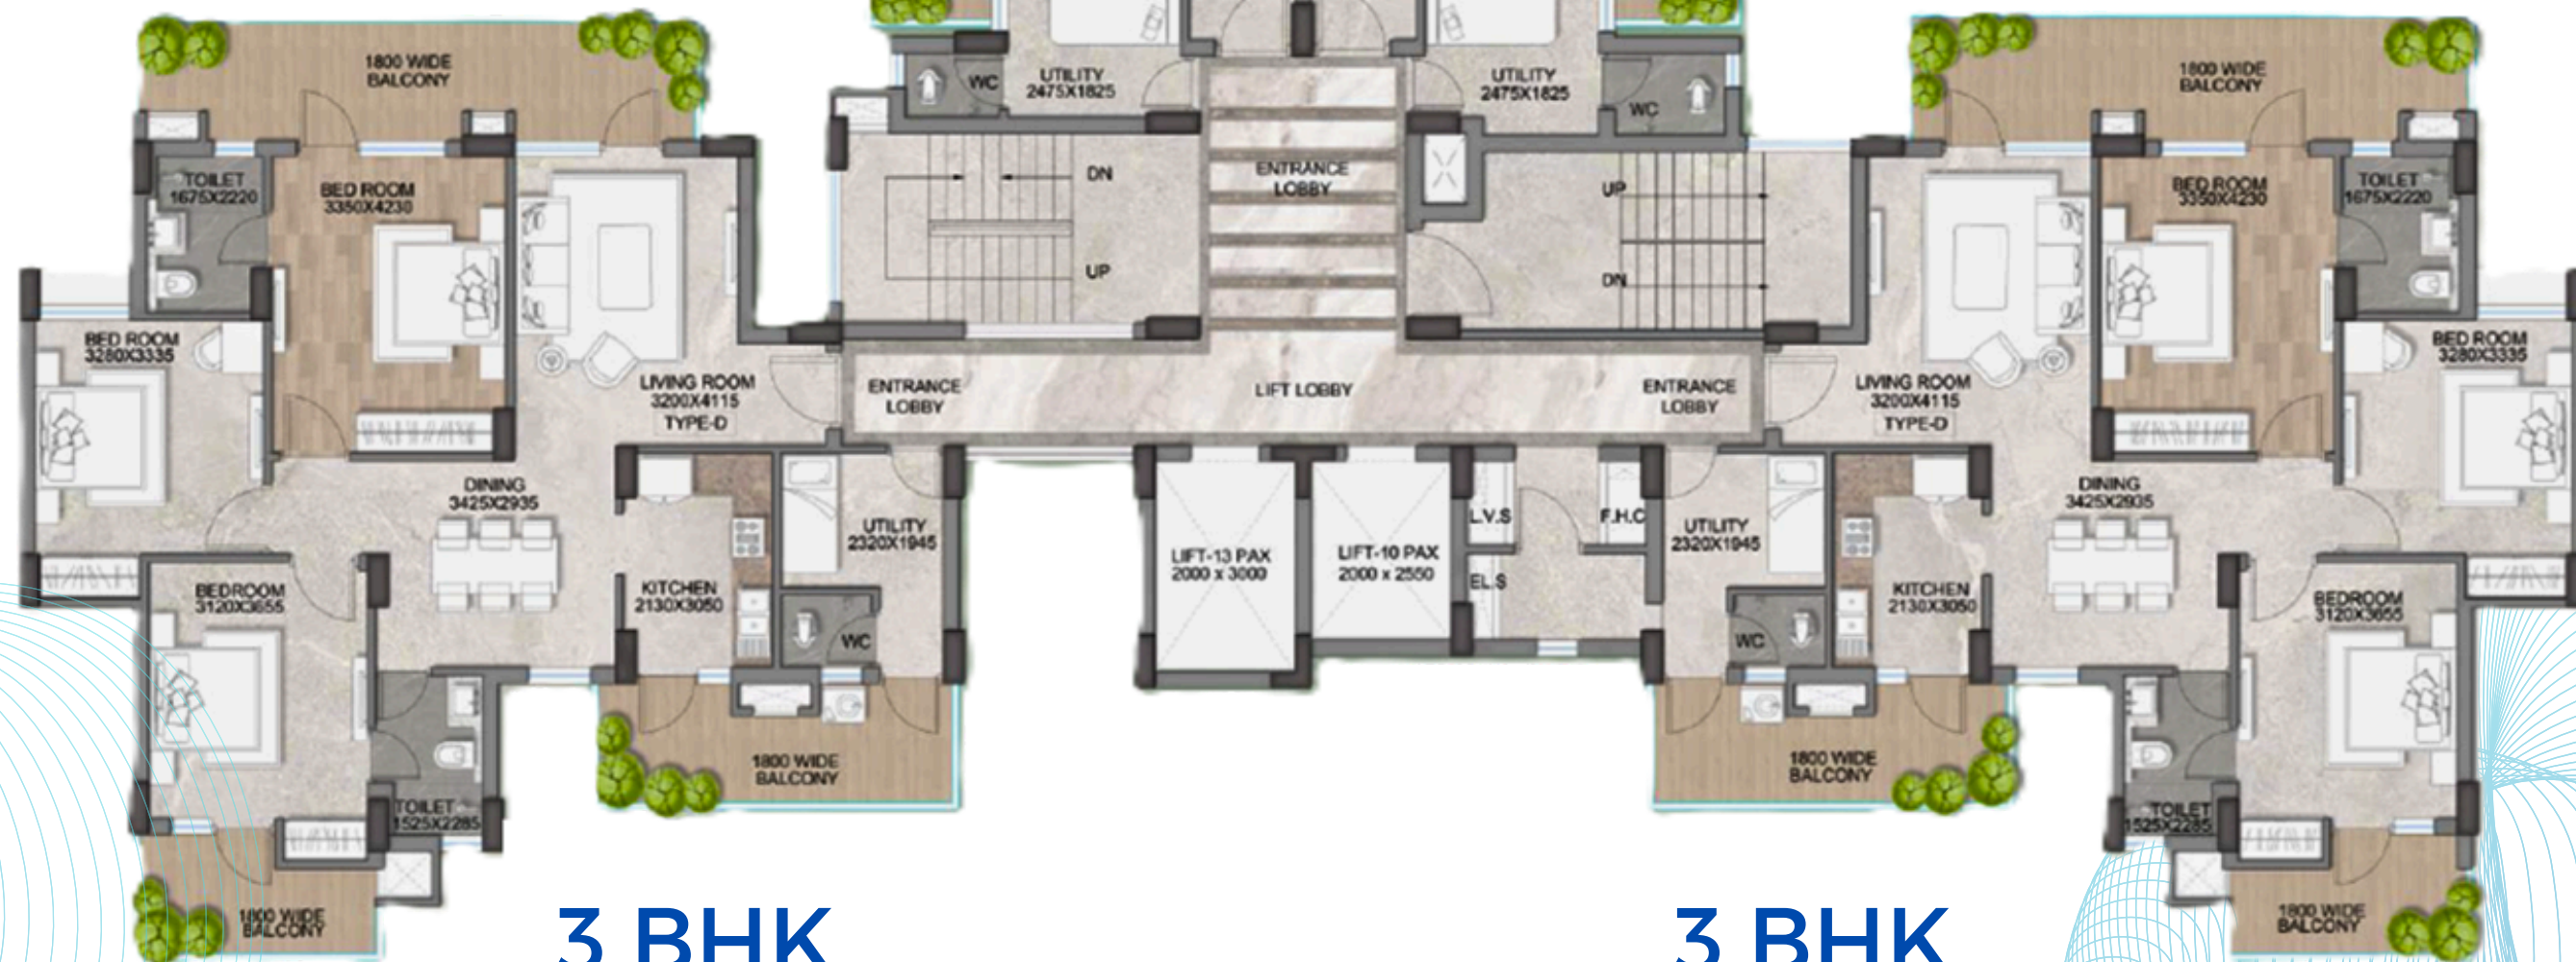 1800 WIDE
BALCONY
TOILET
1675X2220
BED ROOM
3350X4230
BED ROOM
3280X3335
LIVING ROOM
3200X4115
TYPE-D
DINING
3425X2935
KITCHEN
2130X3050
UTILITY
2320X1945
WC
BEDROOM
3120X3655
TOILET
1525X2285
1800 WIDE
BALCONY
1800 WIDE
BALCONY
3 BHK
WC
UTILITY
2475X1825
DN
UP
ENTRANCE
LOBBY
ENTRANCE
LOBBY
LIFT LOBBY
ENTRANCE
LOBBY
LIFT-13 PAX
2000 x 3000
LIFT-10 PAX
2000 x 2550
L.V.S
F.H.C
EL.S
UTILITY
2475X1825
WC
UP
DN
1800 WIDE
BALCONY
BED ROOM
3350X4230
TOILET
1675X2220
BED ROOM
3280X3335
LIVING ROOM
3200X4115
TYPE-D
DINING
3425X2935
UTILITY
2320X1945
WC
KITCHEN
2130X3050
BEDROOM
3120X3655
TOILET
1525X2285
1800 WIDE
BALCONY
1800 WIDE
BALCONY
3 BHK